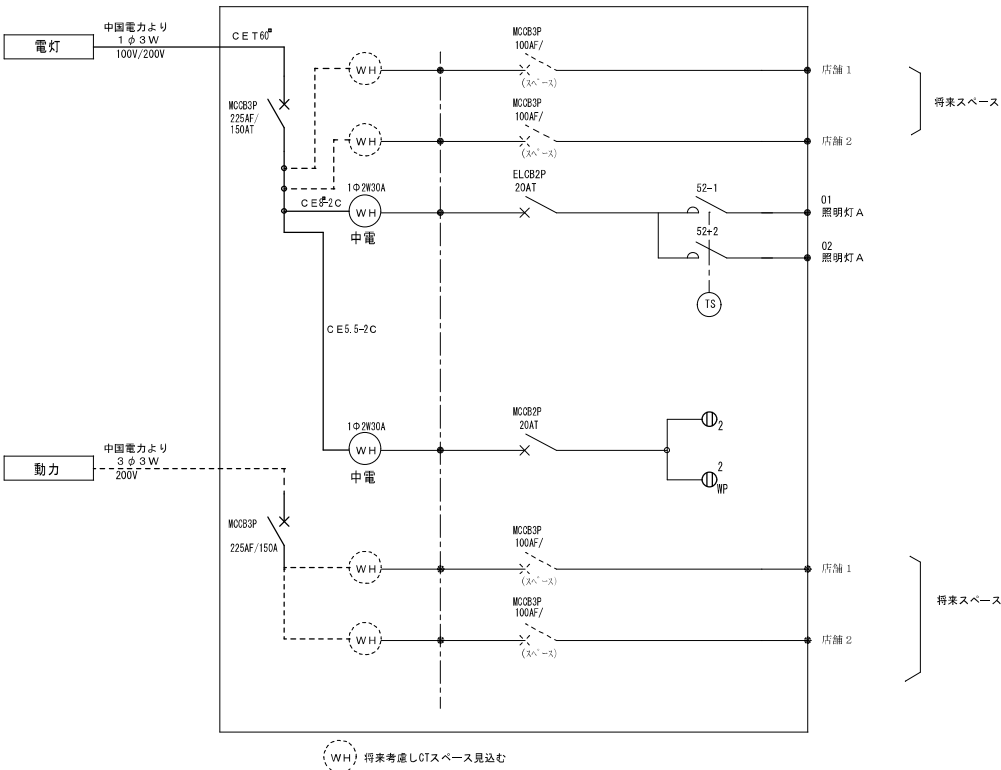 中国電力より
1φ3W
100V/200V
電灯
CET60°
MCCB3P
225AF/
150AT
WH
MCCB3P
100AF/
(スペース)
店舗1
WH
MCCB3P
100AF/
(スペース)
店舗2
将来スペース
1Φ2W30A
CE8°-2C
WH
中電
ELCB2P
20AT
52-1
01
照明灯A
52+2
02
照明灯A
TS
CE5.5-2C
1Φ2W30A
WH
中電
MCCB2P
20AT
2
2
WP
中国電力より
3φ3W
200V
動力
MCCB3P
225AF/150A
WH
MCCB3P
100AF/
(スペース)
店舗1
WH
MCCB3P
100AF/
(スペース)
店舗2
将来スペース
WH 将来考慮しCTスペース見込む